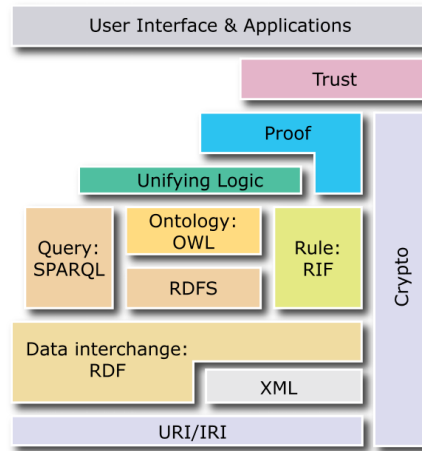 User Interface & Applications
Trust
Proof
Unifying Logic
Ontology:
OWL
Query:
SPARQL
Rule:
RIF
RDFS
Crypto
Data interchange:
RDF
XML
URI/IRI